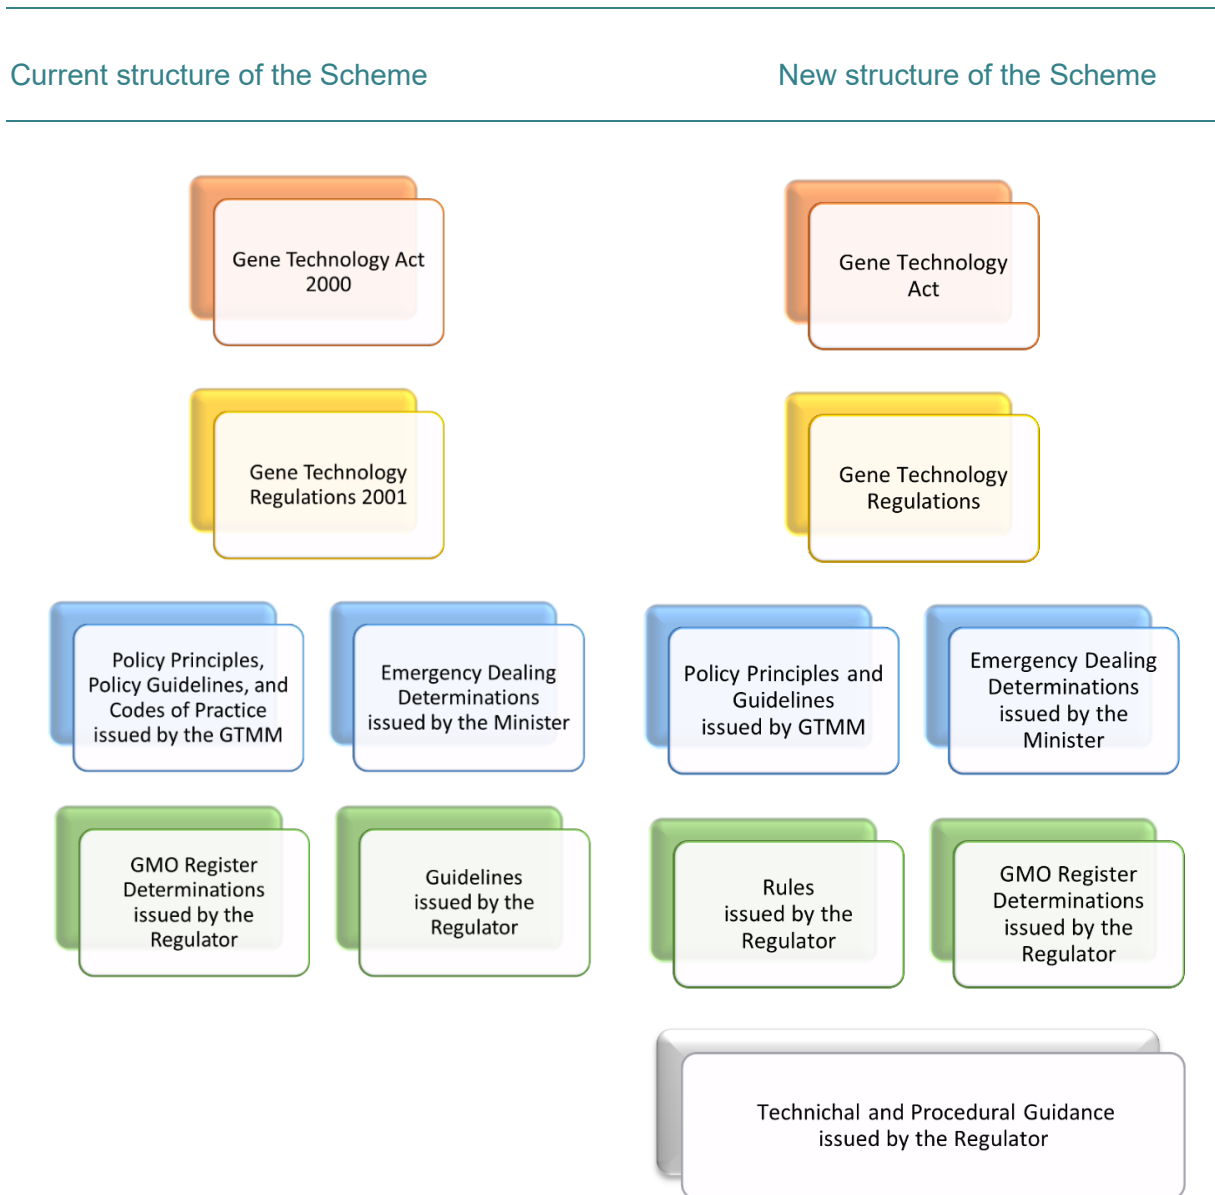 Current structure of the Scheme
New structure of the Scheme
Gene Technology Act
2000
Gene Technology
Regulations 2001
Policy Principles,
Policy Guidelines, and
Codes of Practice
issued by the GTMM
Emergency Dealing
Determinations
issued by the Minister
GMO Register
Determinations
issued by the
Regulator
Guidelines
issued by the
Regulator
Gene Technology
Act
Gene Technology
Regulations
Policy Principles and
Guidelines
issued by GTMM
Emergency Dealing
Determinations
issued by the
Minister
Rules
issued by the
Regulator
GMO Register
Determinations
issued by the
Regulator
Technichal and Procedural Guidance
issued by the Regulator